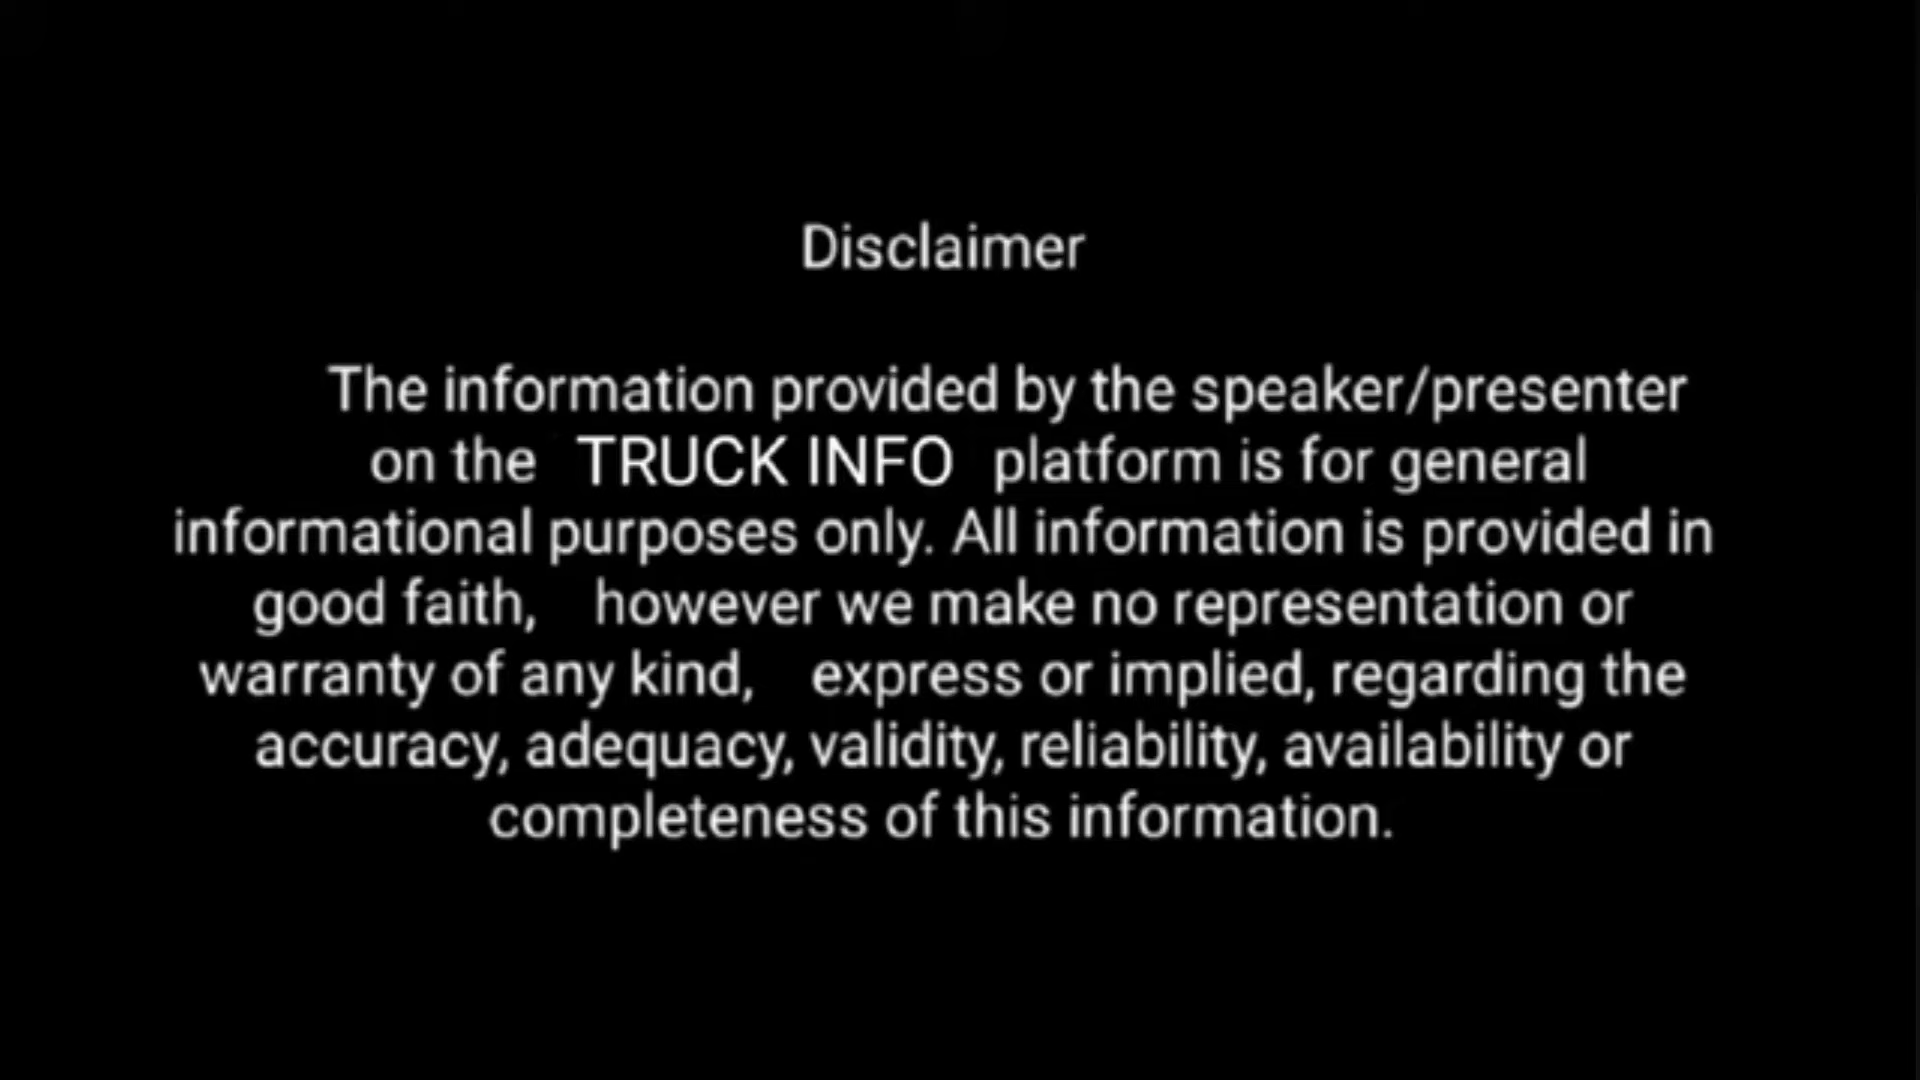 Disclaimer
The information provided by the speaker/presenter
on the TRUCK INFO platform is for general
informational purposes only. All information is provided in
good faith, however we make no representation or
warranty of any kind, express or implied, regarding the
accuracy, adequacy, validity, reliability, availability or
completeness of this information.